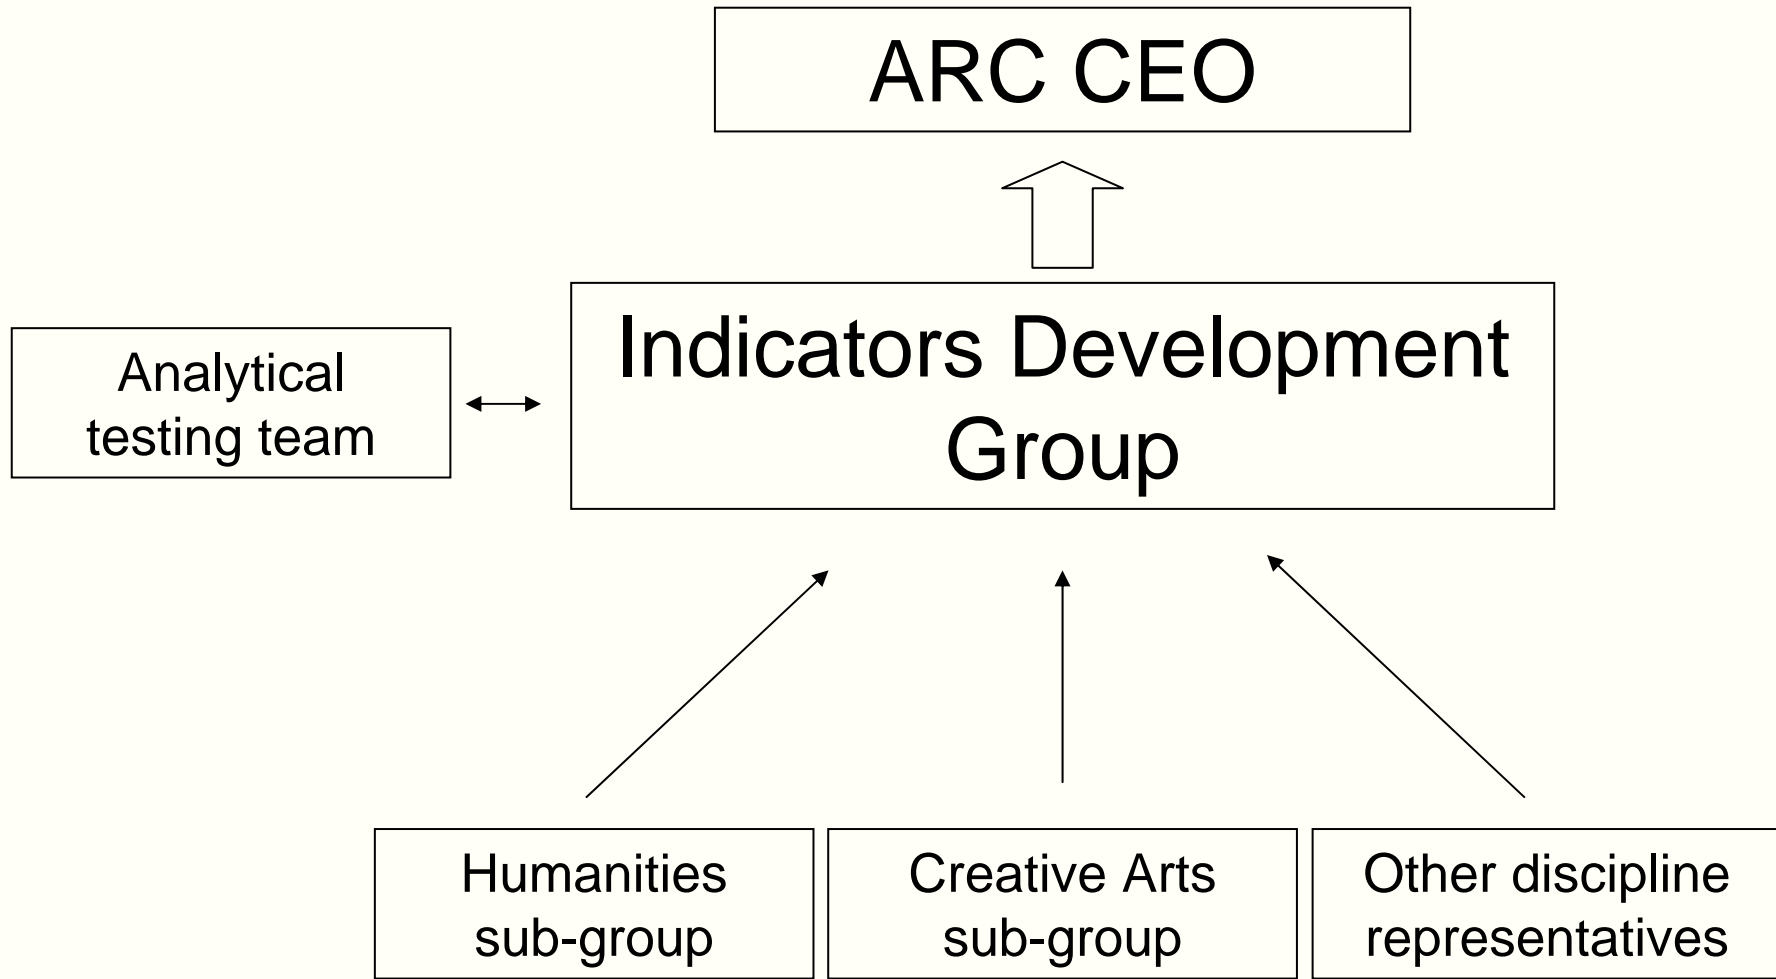 ARC CEO
Indicators Development
Group
Analytical
testing team
Humanities
sub-group
Creative Arts
sub-group
Other discipline
representatives